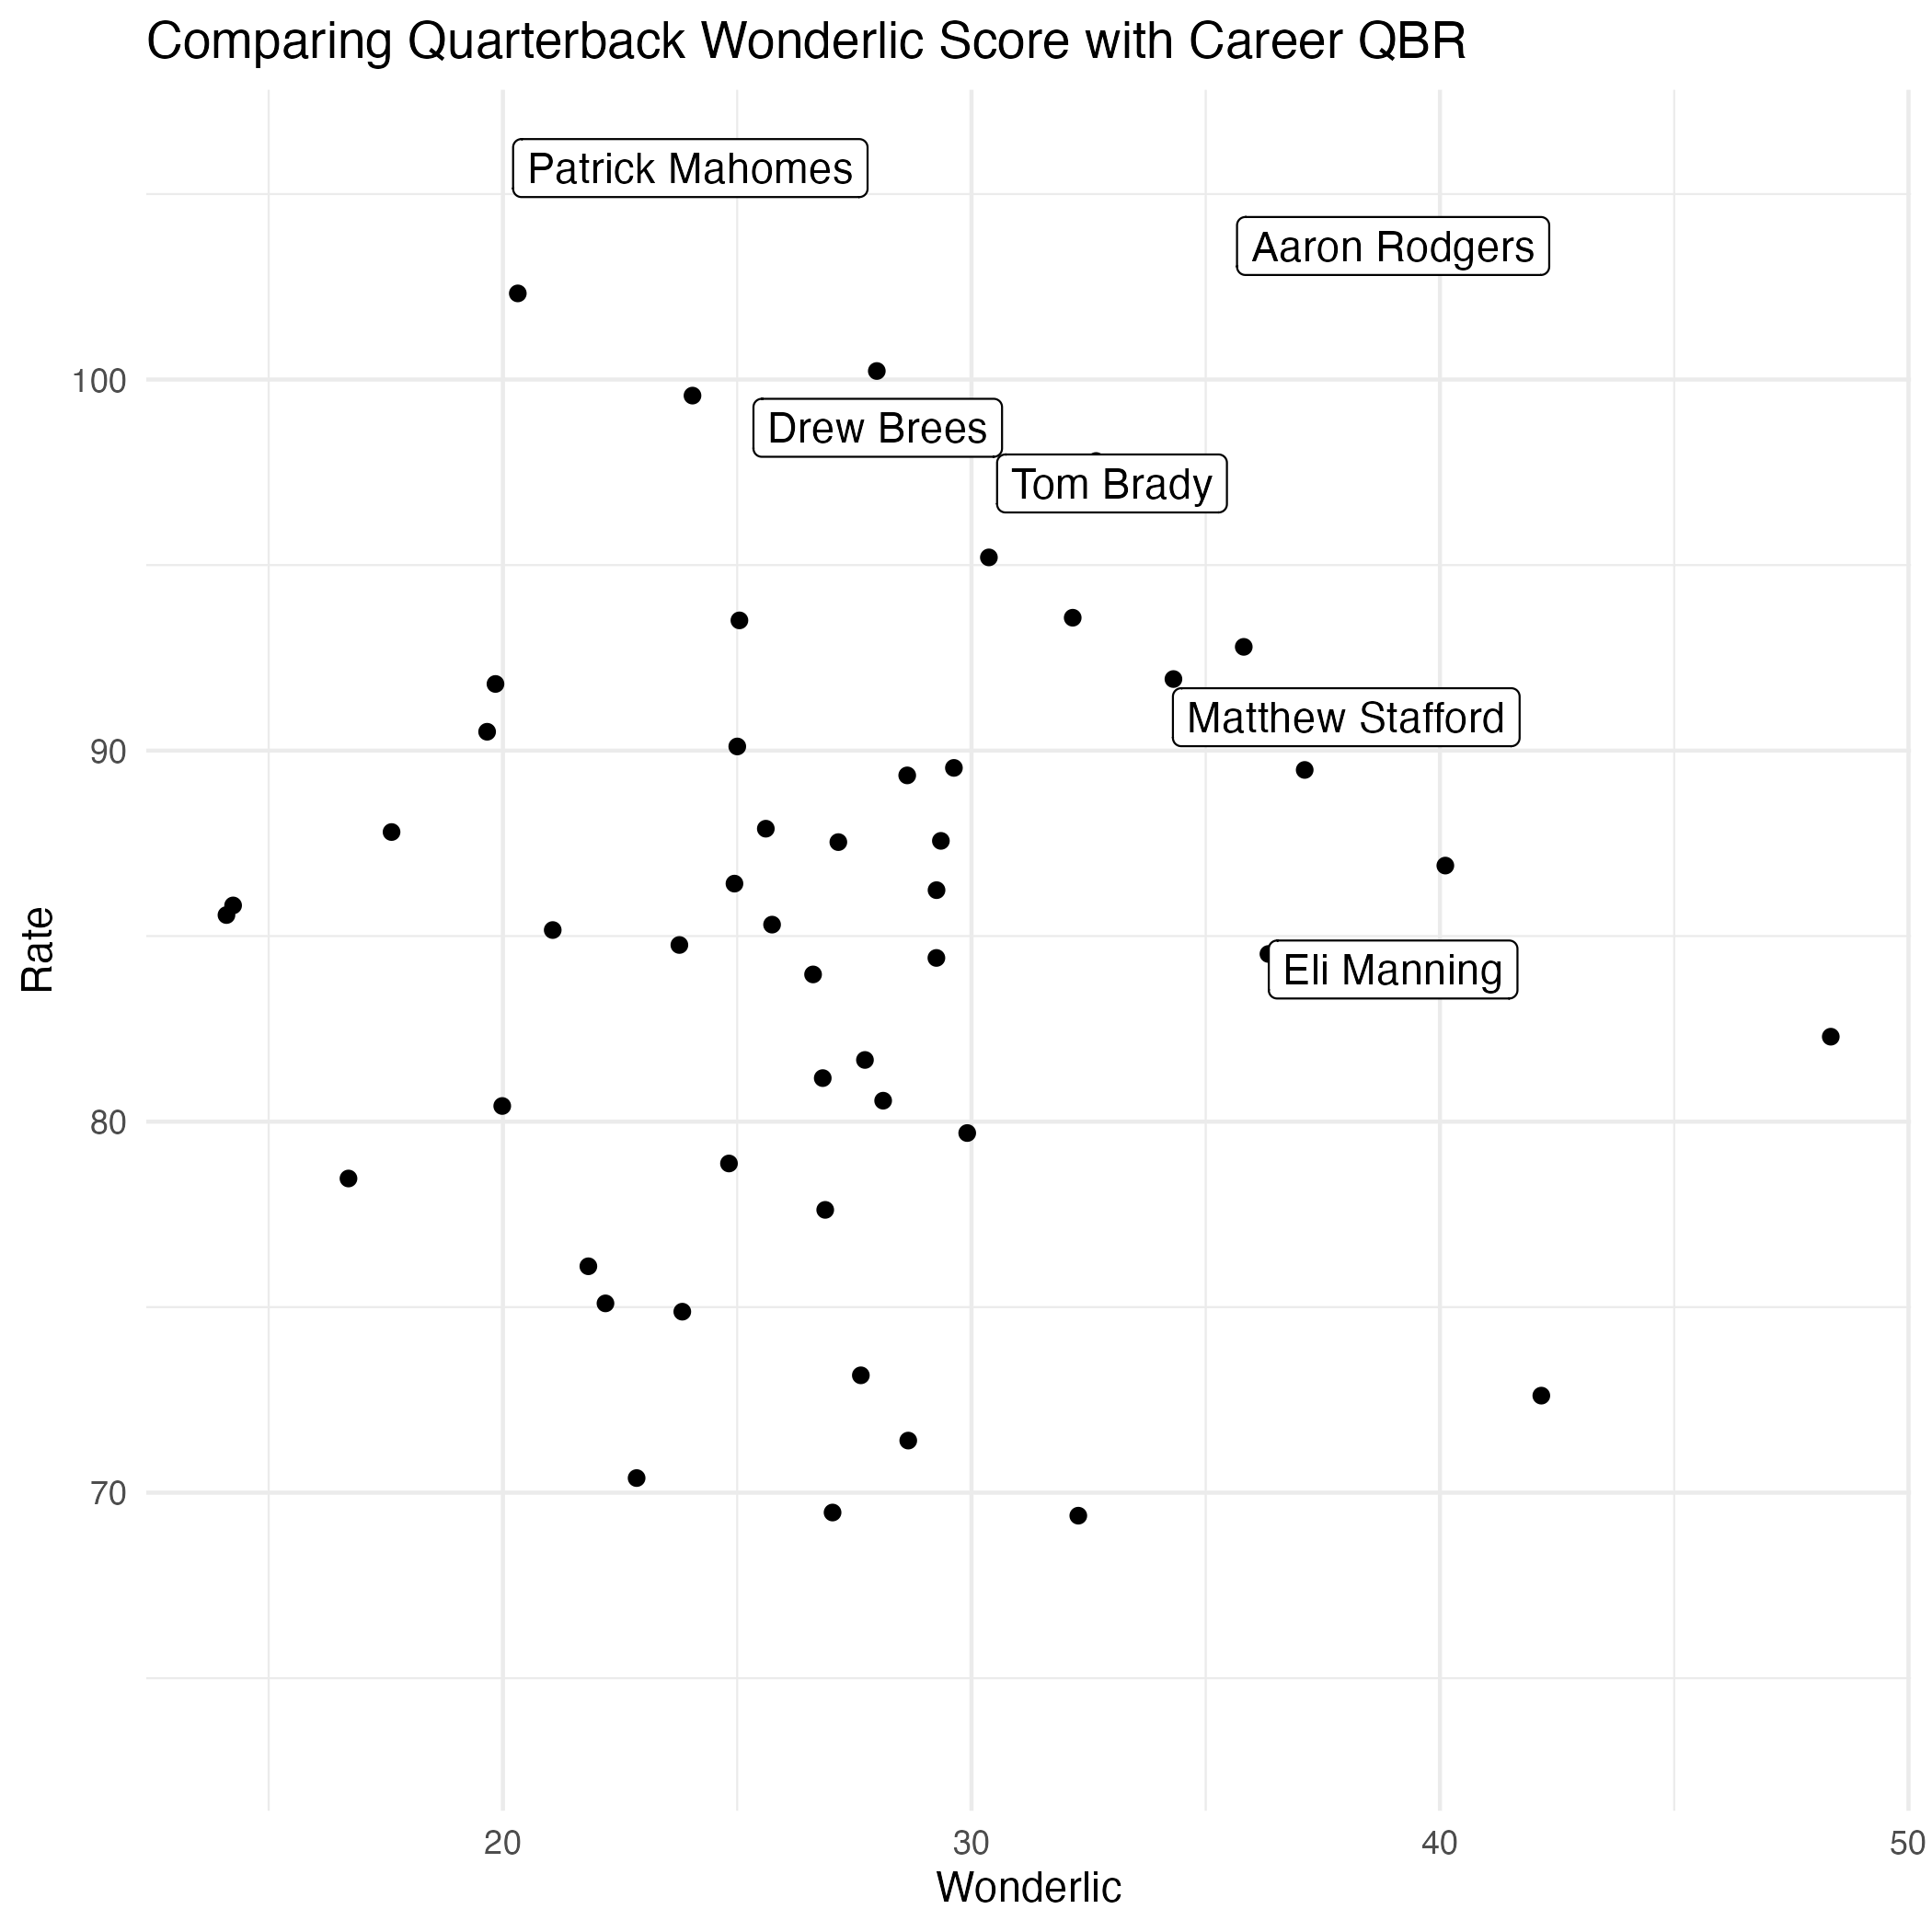 Comparing Quarterback Wonderlic Score with Career QBR
Patrick Mahomes
Aaron Rodgers
100
Drew Brees
Tom Brady
Matthew Stafford
90
Rate
Eli Manning
80
70
20 30 40 50
Wonderlic